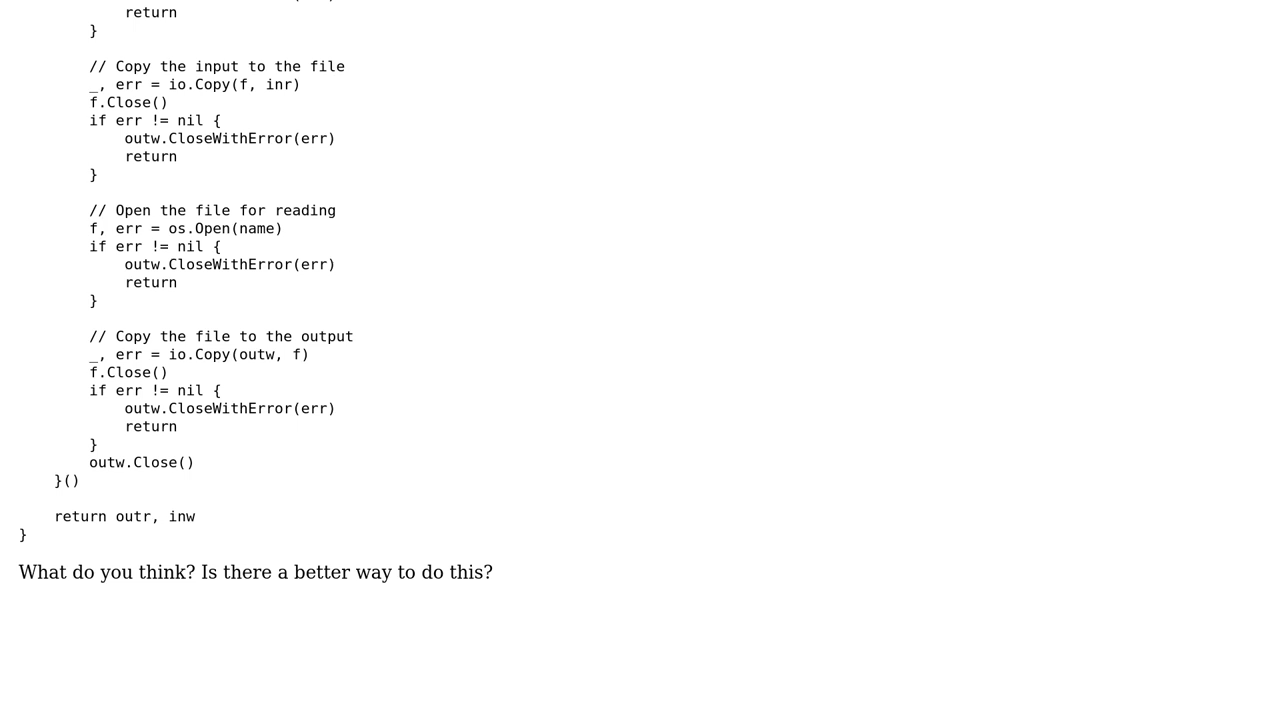 return
        }

        // Copy the input to the file
        _, err = io.Copy(f, inr)
        f.Close()
        if err != nil {
            outw.CloseWithError(err)
            return
        }

        // Open the file for reading
        f, err = os.Open(name)
        if err != nil {
            outw.CloseWithError(err)
            return
        }

        // Copy the file to the output
        _, err = io.Copy(outw, f)
        f.Close()
        if err != nil {
            outw.CloseWithError(err)
            return
        }
        outw.Close()
    }()

    return outr, inw
}
What do you think? Is there a better way to do this?